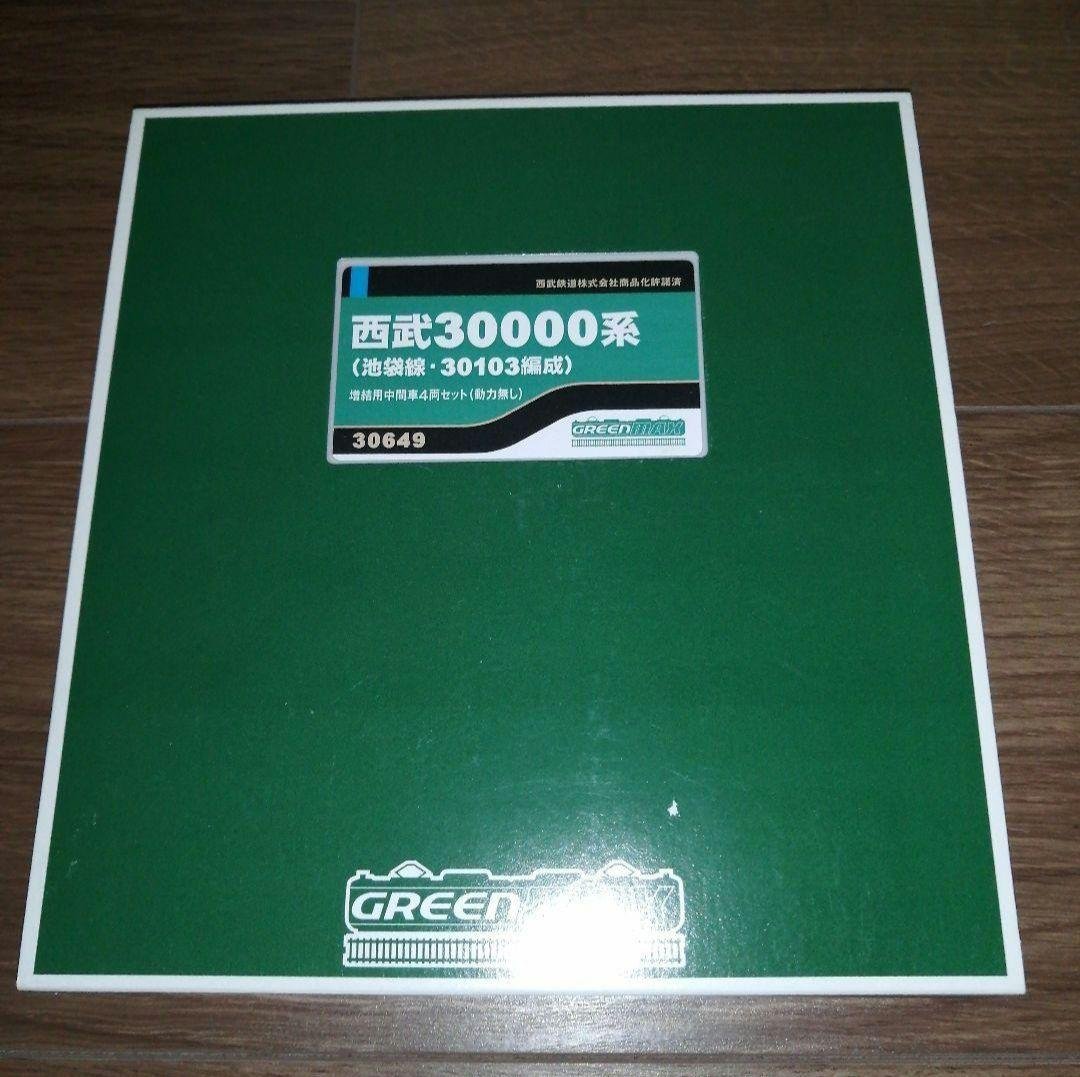 西武鉄道株式会社商品化許諾済
西武30000系
(池袋線・30103編成)
増結用中間車4両セット(動力無し)
30649
GREENMAX
GREENMAX